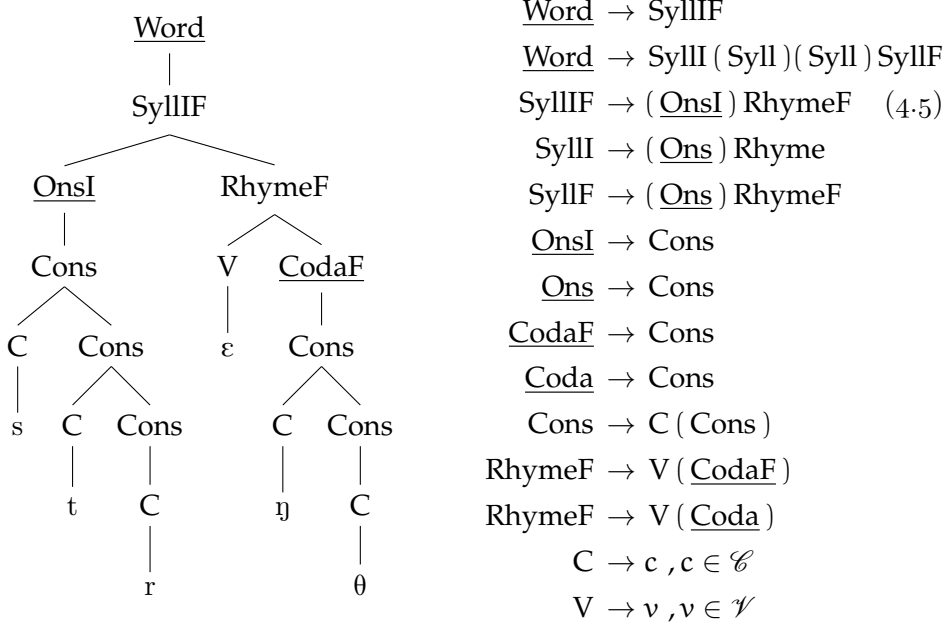 Word
SyllIF
OnsI RhymeF
Cons V CodaF
C Cons ɛ Cons
s C Cons C Cons
t C ŋ C
r θ
Word → SyllIF
Word → SyllI ( Syll )( Syll ) SyllF
SyllIF → ( OnsI ) RhymeF (4.5)
SyllI → ( Ons ) Rhyme
SyllF → ( Ons ) RhymeF
OnsI → Cons
Ons → Cons
CodaF → Cons
Coda → Cons
Cons → C ( Cons )
RhymeF → V ( CodaF )
RhymeF → V ( Coda )
C → c , c ∈ 𝒞
V → v , v ∈ 𝒱